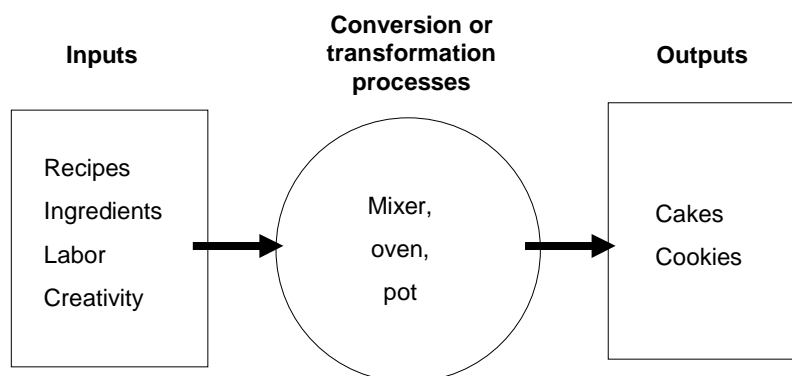 Inputs
Conversion or
transformation
processes
Outputs
Recipes
Ingredients
Labor
Creativity
Mixer,
oven,
pot
Cakes
Cookies